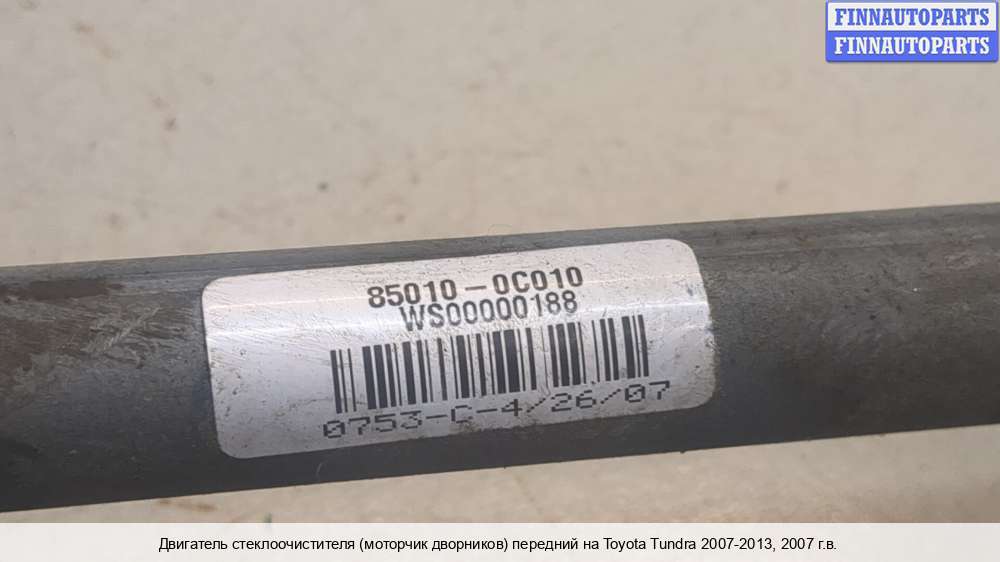 FINNAUTOPARTS
FINNAUTOPARTS
85010-0C010
WS00000188
0753-C-4/26/07
Двигатель стеклоочистителя (моторчик дворников) передний на Toyota Tundra 2007-2013, 2007 г.в.